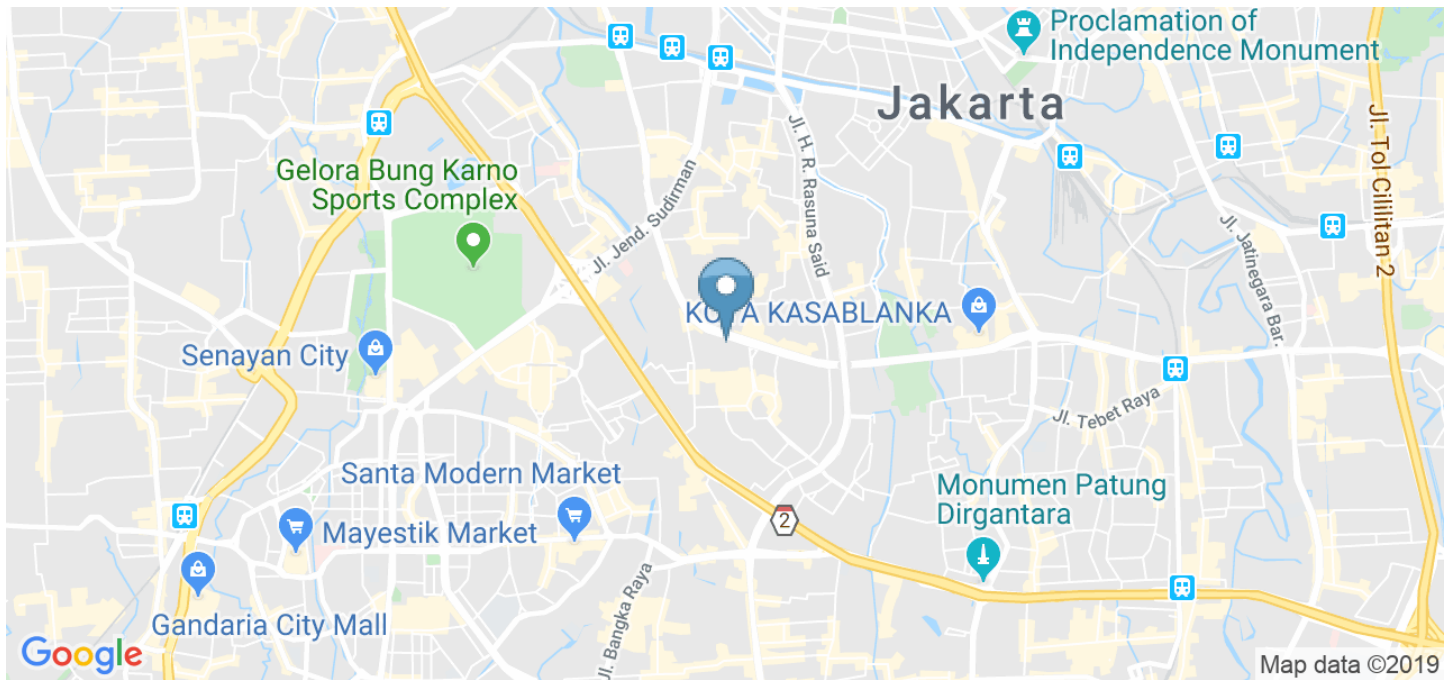 Proclamation of
Independence Monument
Jakarta
Jl. Tol Cililitan 2
Jl. H. R. Rasuna Said
Gelora Bung Karno
Sports Complex
Jl. Jend. Sudirman
Jl. Jatinegara Bar.
KASABLANKA
Senayan City
Jl. Tebet Raya
Santa Modern Market
Monumen Patung
Dirgantara
Mayestik Market
2
Jl. Bangka Raya
Gandaria City Mall
Google
Map data ©2019